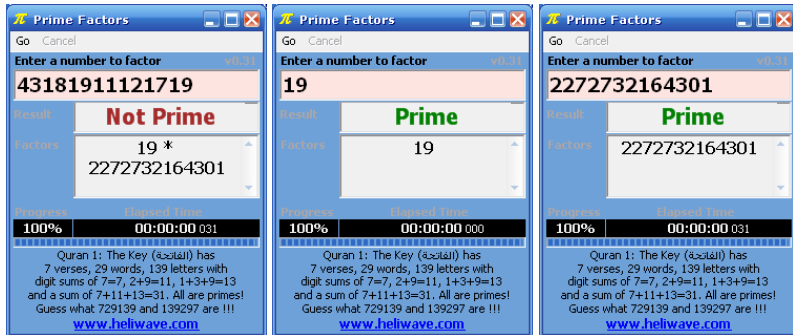 Prime Factors
Go Cancel
Enter a number to factor v0.31
43181911121719
Result Not Prime
Factors 19 *
2272732164301
Progress Elapsed Time
100% 00:00:00 031
Quran 1: The Key (الفاتحة) has
7 verses, 29 words, 139 letters with
digit sums of 7=7, 2+9=11, 1+3+9=13
and a sum of 7+11+13=31. All are primes!
Guess what 729139 and 139297 are !!!
www.heliwave.com
Prime Factors
Go Cancel
Enter a number to factor v0.31
19
Result Prime
Factors 19
Progress Elapsed Time
100% 00:00:00 000
Quran 1: The Key (الفاتحة) has
7 verses, 29 words, 139 letters with
digit sums of 7=7, 2+9=11, 1+3+9=13
and a sum of 7+11+13=31. All are primes!
Guess what 729139 and 139297 are !!!
www.heliwave.com
Prime Factors
Go Cancel
Enter a number to factor v0.31
2272732164301
Result Prime
Factors 2272732164301
Progress Elapsed Time
100% 00:00:00 031
Quran 1: The Key (الفاتحة) has
7 verses, 29 words, 139 letters with
digit sums of 7=7, 2+9=11, 1+3+9=13
and a sum of 7+11+13=31. All are primes!
Guess what 729139 and 139297 are !!!
www.heliwave.com